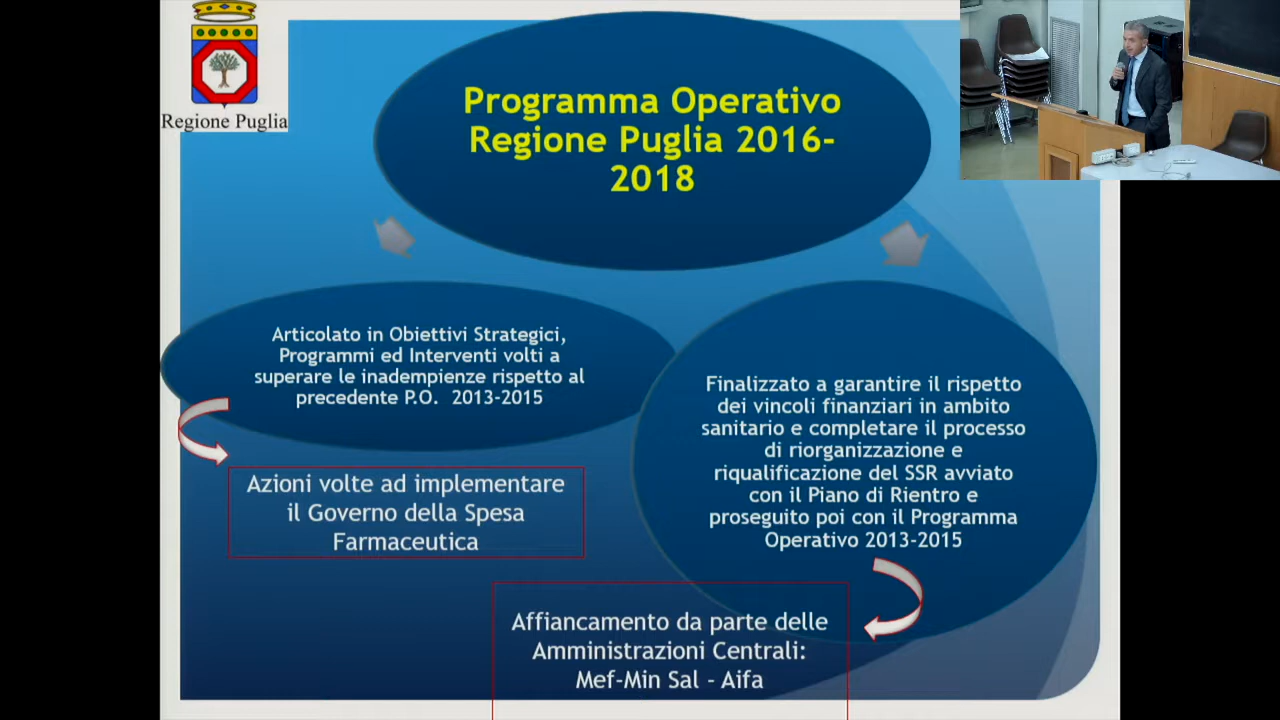 Regione Puglia
Programma Operativo
Regione Puglia 2016-
2018
Articolato in Obiettivi Strategici,
Programmi ed Interventi volti a
superare le inadempienze rispetto al
precedente P.O. 2013-2015
Azioni volte ad implementare
il Governo della Spesa
Farmaceutica
Finalizzato a garantire il rispetto
dei vincoli finanziari in ambito
sanitario e completare il processo
di riorganizzazione e
riqualificazione del SSR avviato
con il Piano di Rientro e
proseguito poi con il Programma
Operativo 2013-2015
Affiancamento da parte delle
Amministrazioni Centrali:
Mef-Min Sal - Aifa